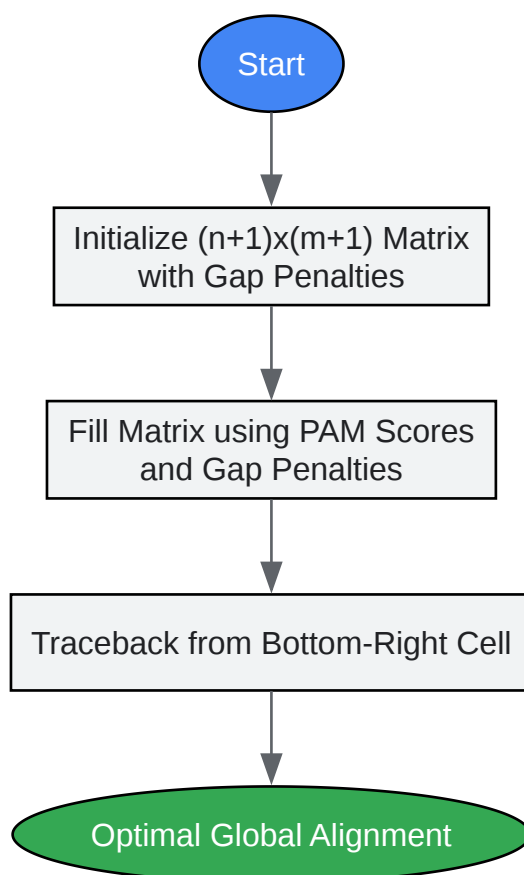 Start
Initialize (n+1)x(m+1) Matrix
with Gap Penalties
Fill Matrix using PAM Scores
and Gap Penalties
Traceback from Bottom-Right Cell
Optimal Global Alignment